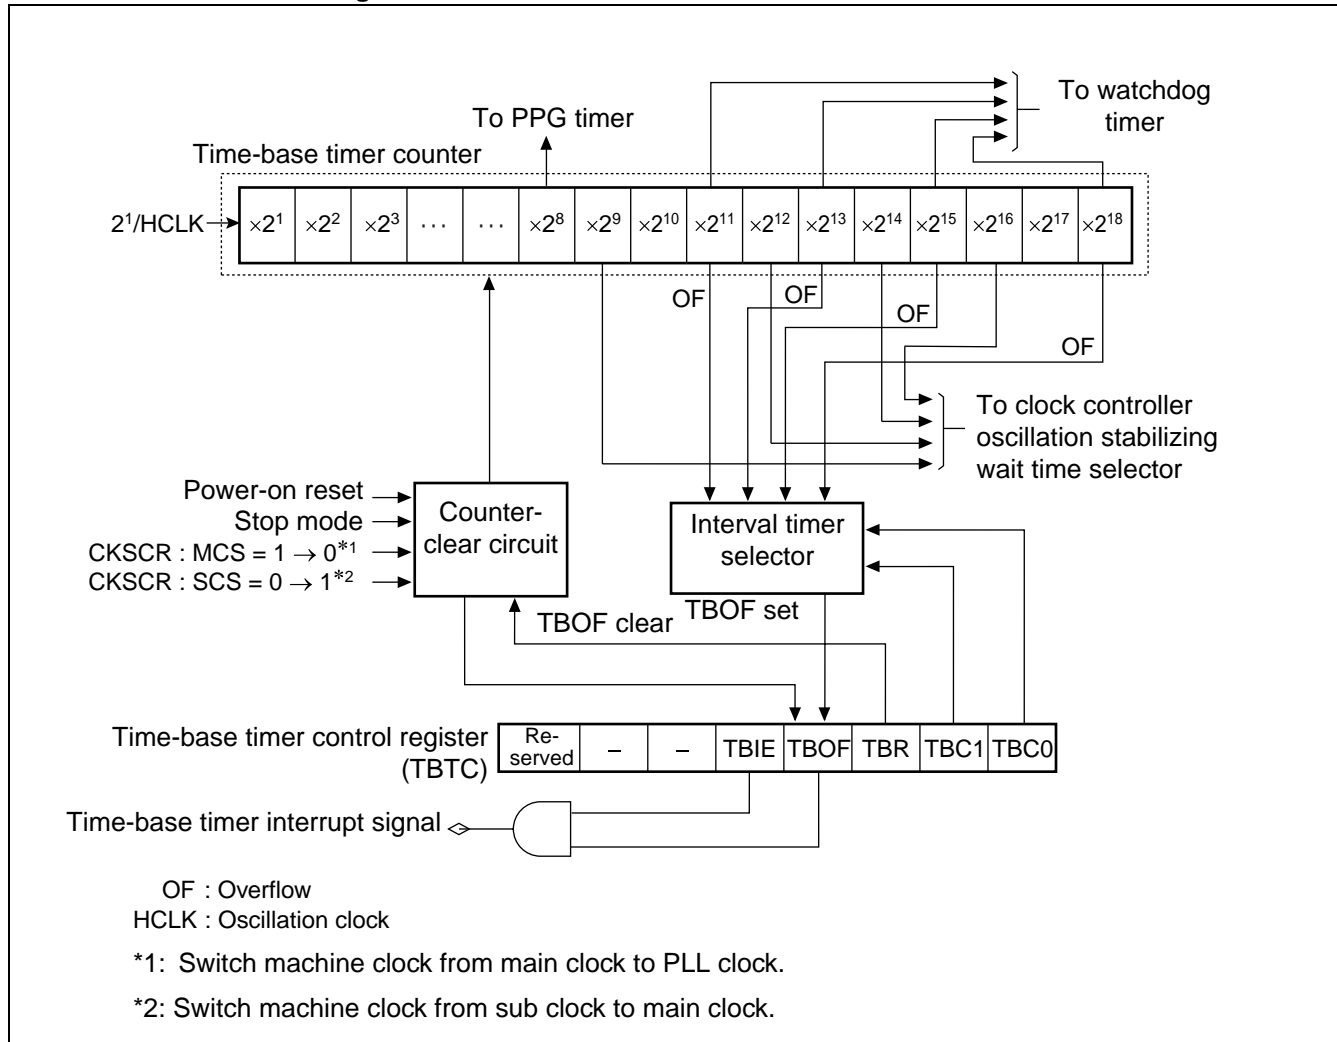 To PPG timer
To watchdog
timer
Time-base timer counter
2¹/HCLK
×2¹ ×2² ×2³ ··· ··· ×2⁸ ×2⁹ ×2¹⁰ ×2¹¹ ×2¹² ×2¹³ ×2¹⁴ ×2¹⁵ ×2¹⁶ ×2¹⁷ ×2¹⁸
OF
OF
OF
OF
To clock controller
oscillation stabilizing
wait time selector
Power-on reset
Stop mode
CKSCR : MCS = 1 → 0*¹
CKSCR : SCS = 0 → 1*²
Counter-
clear circuit
Interval timer
selector
TBOF clear
TBOF set
Time-base timer control register
(TBTC)
Re-
served
– – TBIE TBOF TBR TBC1 TBC0
Time-base timer interrupt signal
OF : Overflow
HCLK : Oscillation clock
*1: Switch machine clock from main clock to PLL clock.
*2: Switch machine clock from sub clock to main clock.